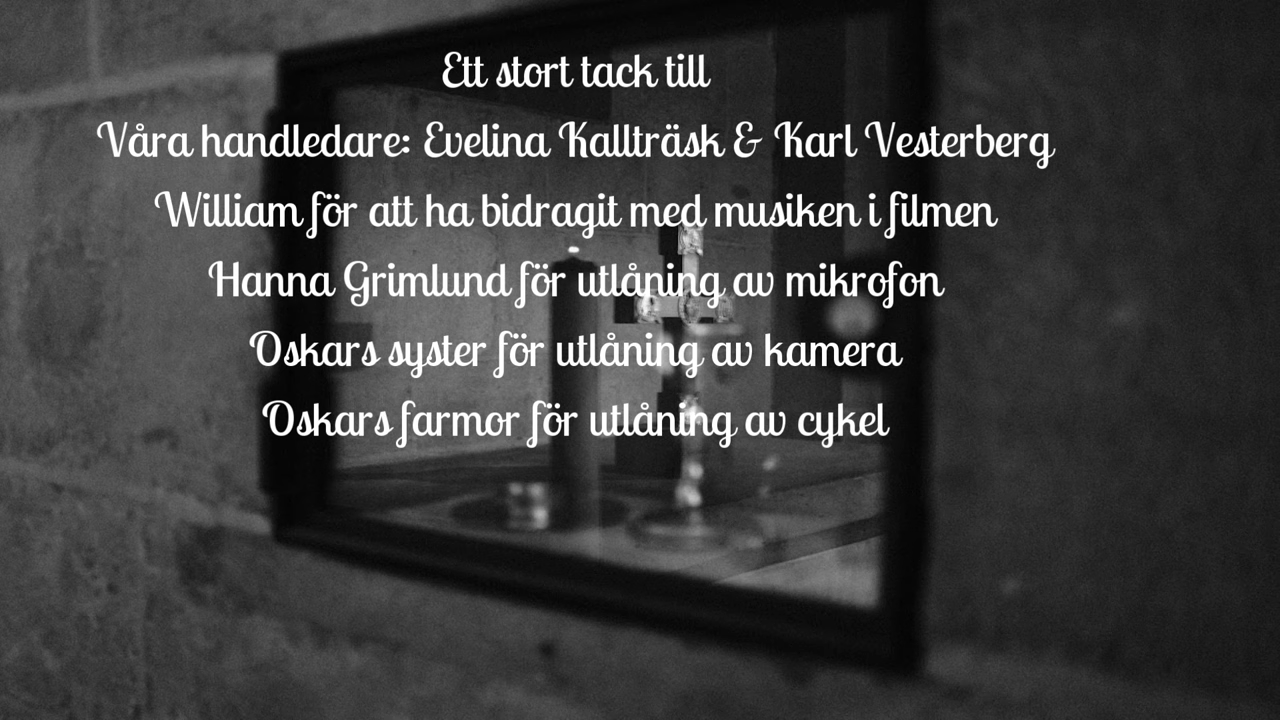 Ett stort tack till
Våra handledare: Evelina Kallträsk & Karl Vesterberg
William för att ha bidragit med musiken i filmen
Hanna Grimlund för utlåning av mikrofon
Oskars syster för utlåning av kamera
Oskars farmor för utlåning av cykel